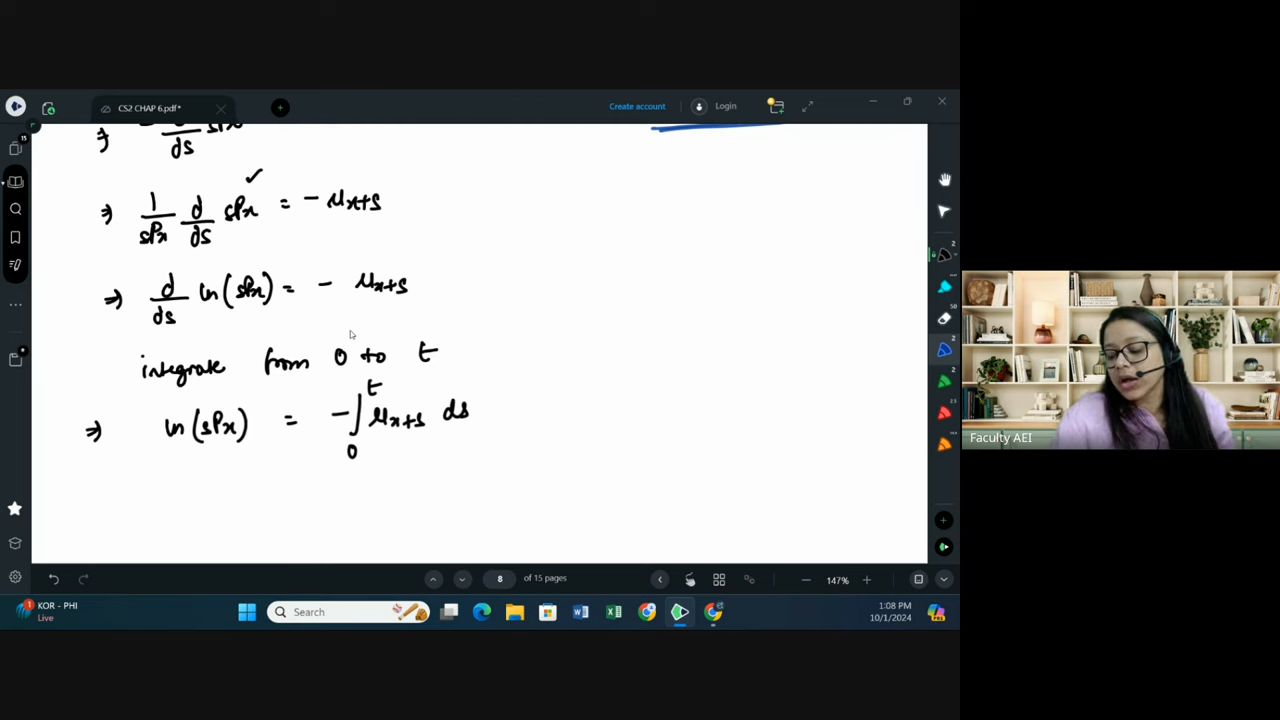 CS2 CHAP 6.pdf*
Create account
Login
15
⇒ d/ds sPx
⇒ 1/sPx d/ds sPx ✓ = - μx+s
⇒ d/ds ln(sPx) = - μx+s
integrate from 0 to t
⇒ ln(sPx) = - ∫0^t μx+s ds
Faculty AEI
8 of 15 pages
147%
KOR - PHI
Live
Search
1:08 PM
10/1/2024